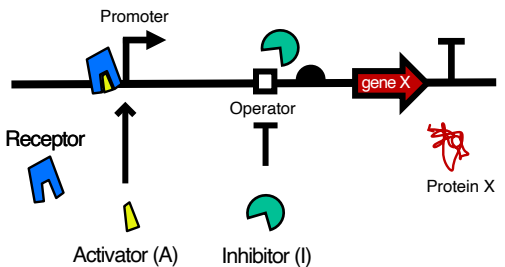 Promoter
gene X
Operator
Receptor
Protein X
Activator (A)
Inhibitor (I)